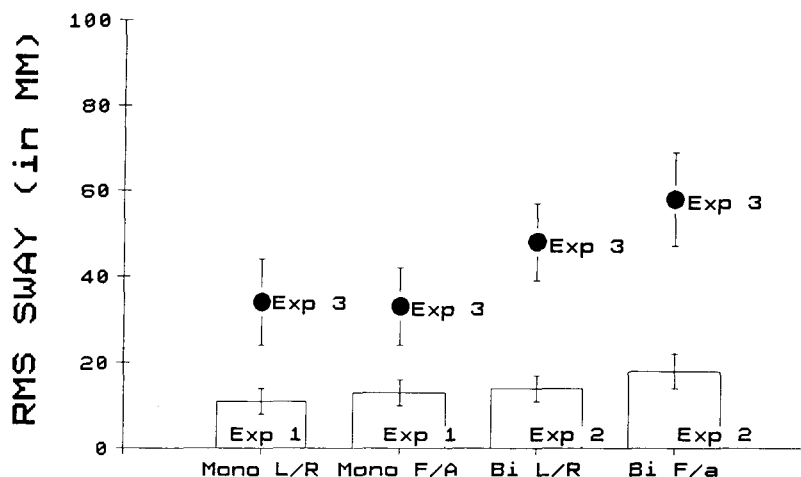 RMS SWAY (in MM)
100
80
60
40
20
0
Exp 3
Exp 3
Exp 3
Exp 3
Exp 1
Exp 1
Exp 2
Exp 2
Mono L/R
Mono F/A
Bi L/R
Bi F/a